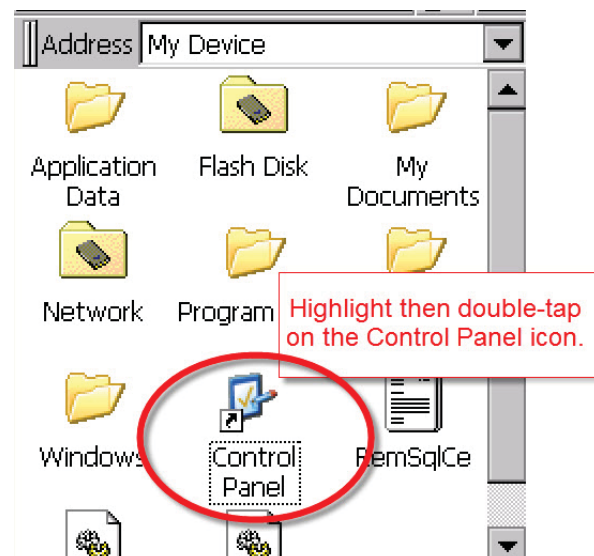 Address My Device
Application
Data
Flash Disk
My
Documents
Network
Program
Highlight then double-tap
on the Control Panel icon.
Windows
Control
Panel
RemSqlCe